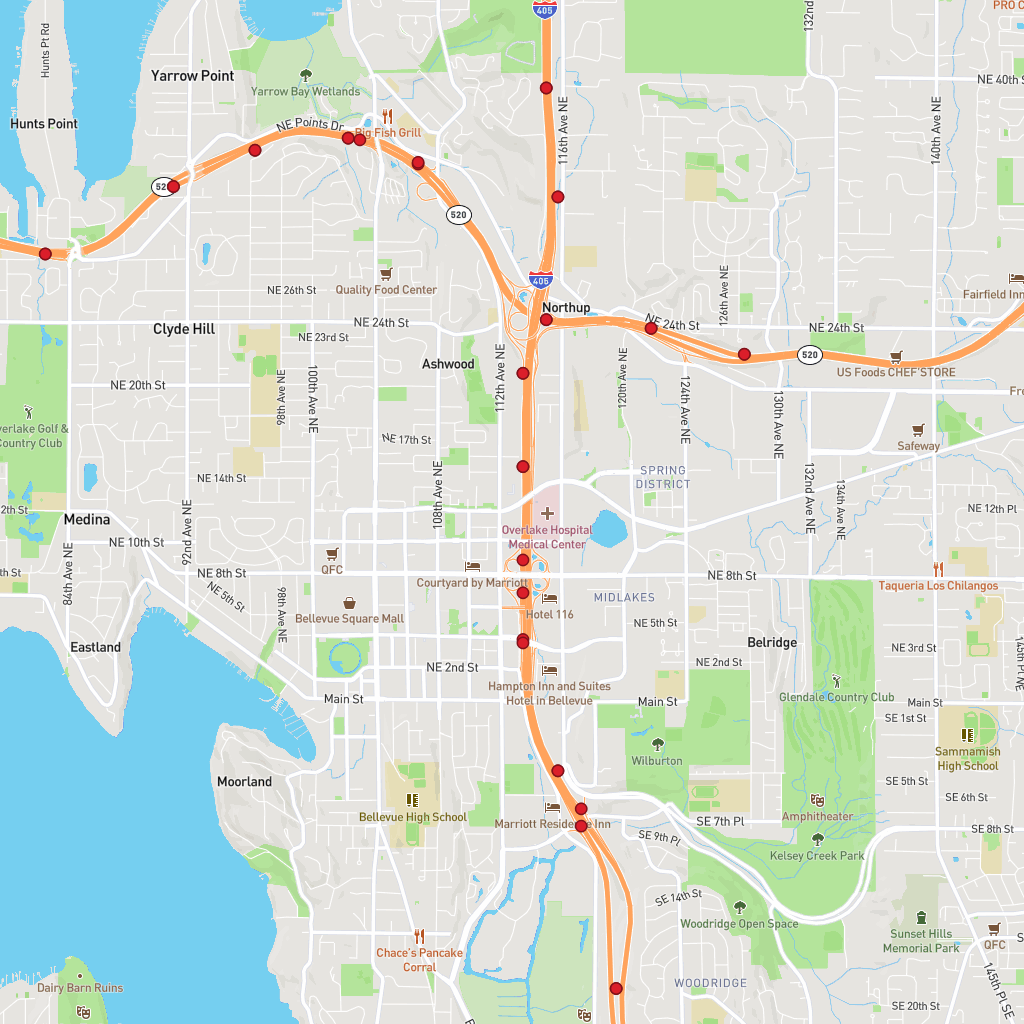 405
132nd
PRO C
Hunts Pt Rd
Yarrow Point
NE 40th S
Yarrow Bay Wetlands
Hunts Point
NE Points Dr
Big Fish Grill
116th Ave NE
140th Ave NE
520
520
405
126th Ave NE
Quality Food Center
NE 26th St
Fairfield Inn
Northup
NE 24th St
Clyde Hill
NE 24th St
NE 24th St
NE 23rd St
520
Ashwood
US Foods CHEF'STORE
NE 20th St
98th Ave NE
100th Ave NE
112th Ave NE
120th Ave NE
124th Ave NE
130th Ave NE
Fre
verlake Golf &
Country Club
NE 17th St
Safeway
SPRING
DISTRICT
NE 14th St
108th Ave NE
132nd Ave NE
134th Ave NE
2th St
Medina
92nd Ave NE
NE 12th Pl
Overlake Hospital
Medical Center
NE 10th St
QFC
84th Ave NE
th St
NE 8th St
NE 8th St
Courtyard by Marriott
Taqueria Los Chilangos
NE 5th St
98th Ave NE
Bellevue Square Mall
MIDLAKES
Hotel 116
NE 5th St
Eastland
Belridge
NE 3rd St
145th Pl NE
NE 2nd St
NE 2nd St
Hampton Inn and Suites
Hotel in Bellevue
Main St
Main St
Glendale Country Club
Main St
SE 1st St
Wilburton
Sammamish
High School
Moorland
SE 5th St
SE 6th St
Bellevue High School
Marriott Residence Inn
SE 7th Pl
Amphitheater
SE 8th St
SE 9th Pl
Kelsey Creek Park
SE 14th St
Woodridge Open Space
Sunset Hills
Memorial Park
QFC
Chace's Pancake
Corral
Dairy Barn Ruins
WOODRIDGE
145th Pl SE
SE 20th St